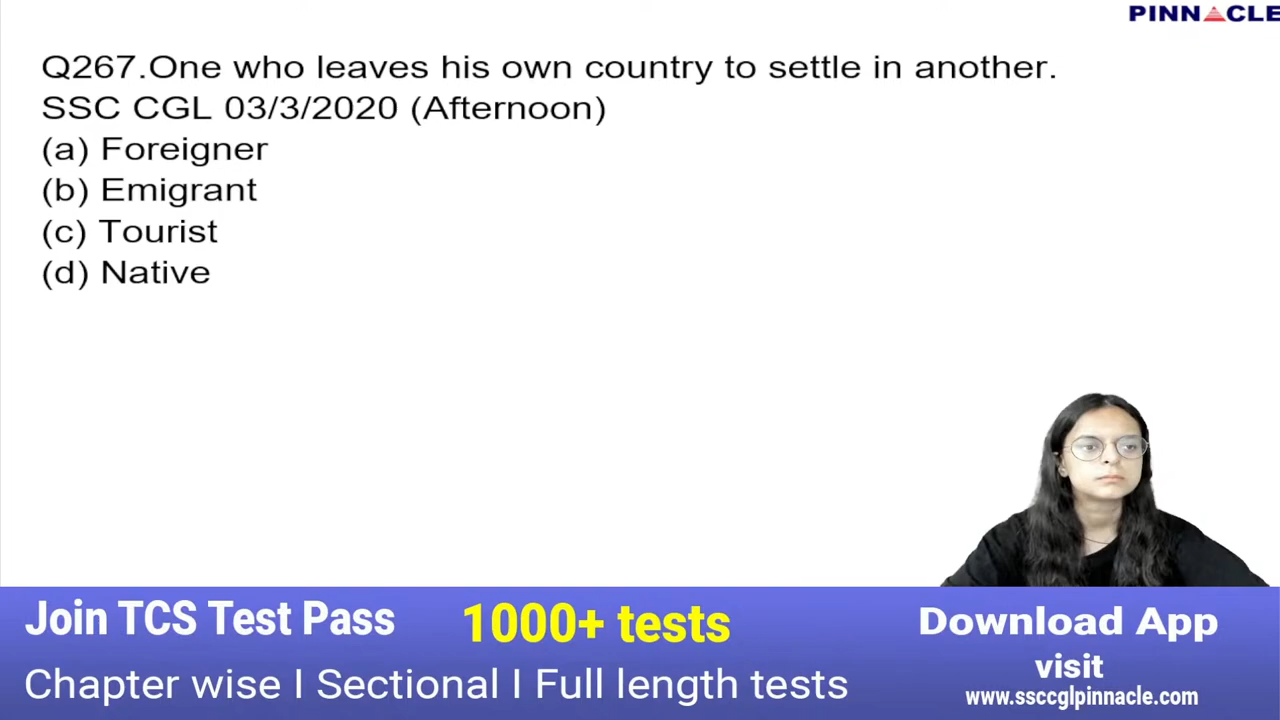 PINNACLE
Q267.One who leaves his own country to settle in another.
SSC CGL 03/3/2020 (Afternoon)
(a) Foreigner
(b) Emigrant
(c) Tourist
(d) Native
Join TCS Test Pass
1000+ tests
Chapter wise I Sectional I Full length tests
Download App
visit
www.ssccglpinnacle.com